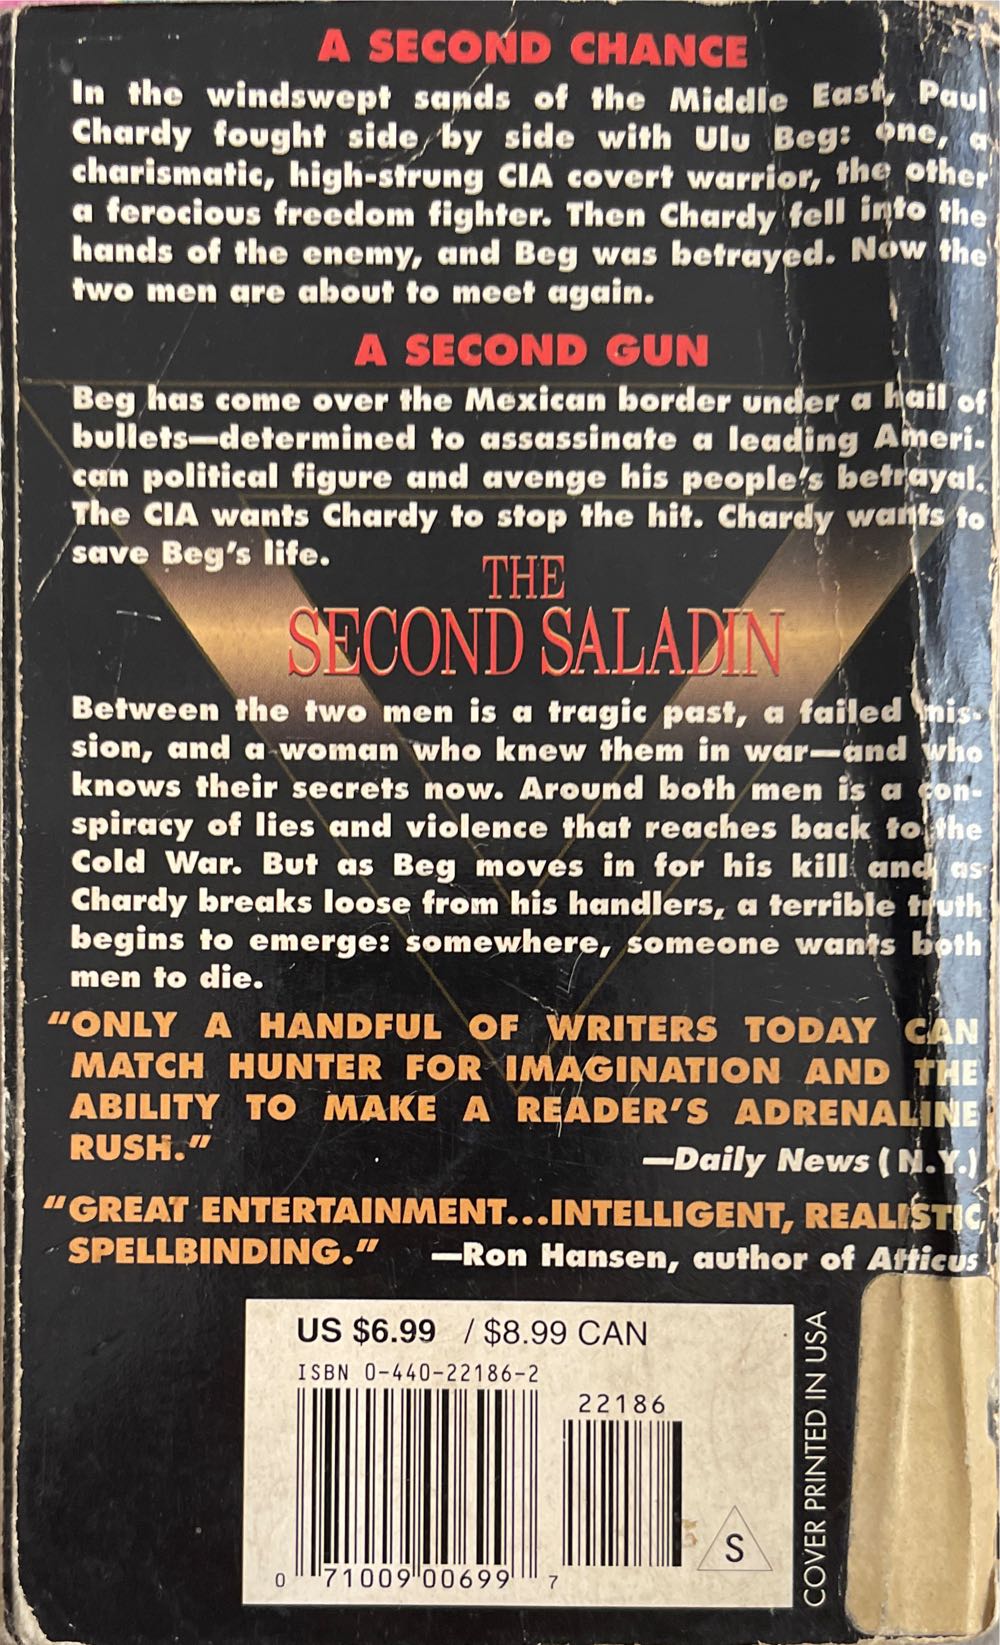 A SECOND CHANCE
In the windswept sands of the Middle East, Paul
Chardy fought side by side with Ulu Beg: one, a
charismatic, high-strung CIA covert warrior, the other
a ferocious freedom fighter. Then Chardy fell into the
hands of the enemy, and Beg was betrayed. Now the
two men are about to meet again.
A SECOND GUN
Beg has come over the Mexican border under a hail of
bullets—determined to assassinate a leading Ameri-
can political figure and avenge his people's betrayal.
The CIA wants Chardy to stop the hit. Chardy wants to
save Beg's life.
THE
SECOND SALADIN
Between the two men is a tragic past, a failed mis-
sion, and a woman who knew them in war—and who
knows their secrets now. Around both men is a con-
spiracy of lies and violence that reaches back to the
Cold War. But as Beg moves in for his kill and as
Chardy breaks loose from his handlers, a terrible truth
begins to emerge: somewhere, someone wants both
men to die.
"ONLY A HANDFUL OF WRITERS TODAY CAN
MATCH HUNTER FOR IMAGINATION AND THE
ABILITY TO MAKE A READER'S ADRENALINE
RUSH."
—Daily News (N.Y.)
"GREAT ENTERTAINMENT...INTELLIGENT, REALISTIC,
SPELLBINDING." —Ron Hansen, author of Atticus
US $6.99 / $8.99 CAN
ISBN 0-440-22186-2
22186
0 71009 00699 7
S
COVER PRINTED IN USA